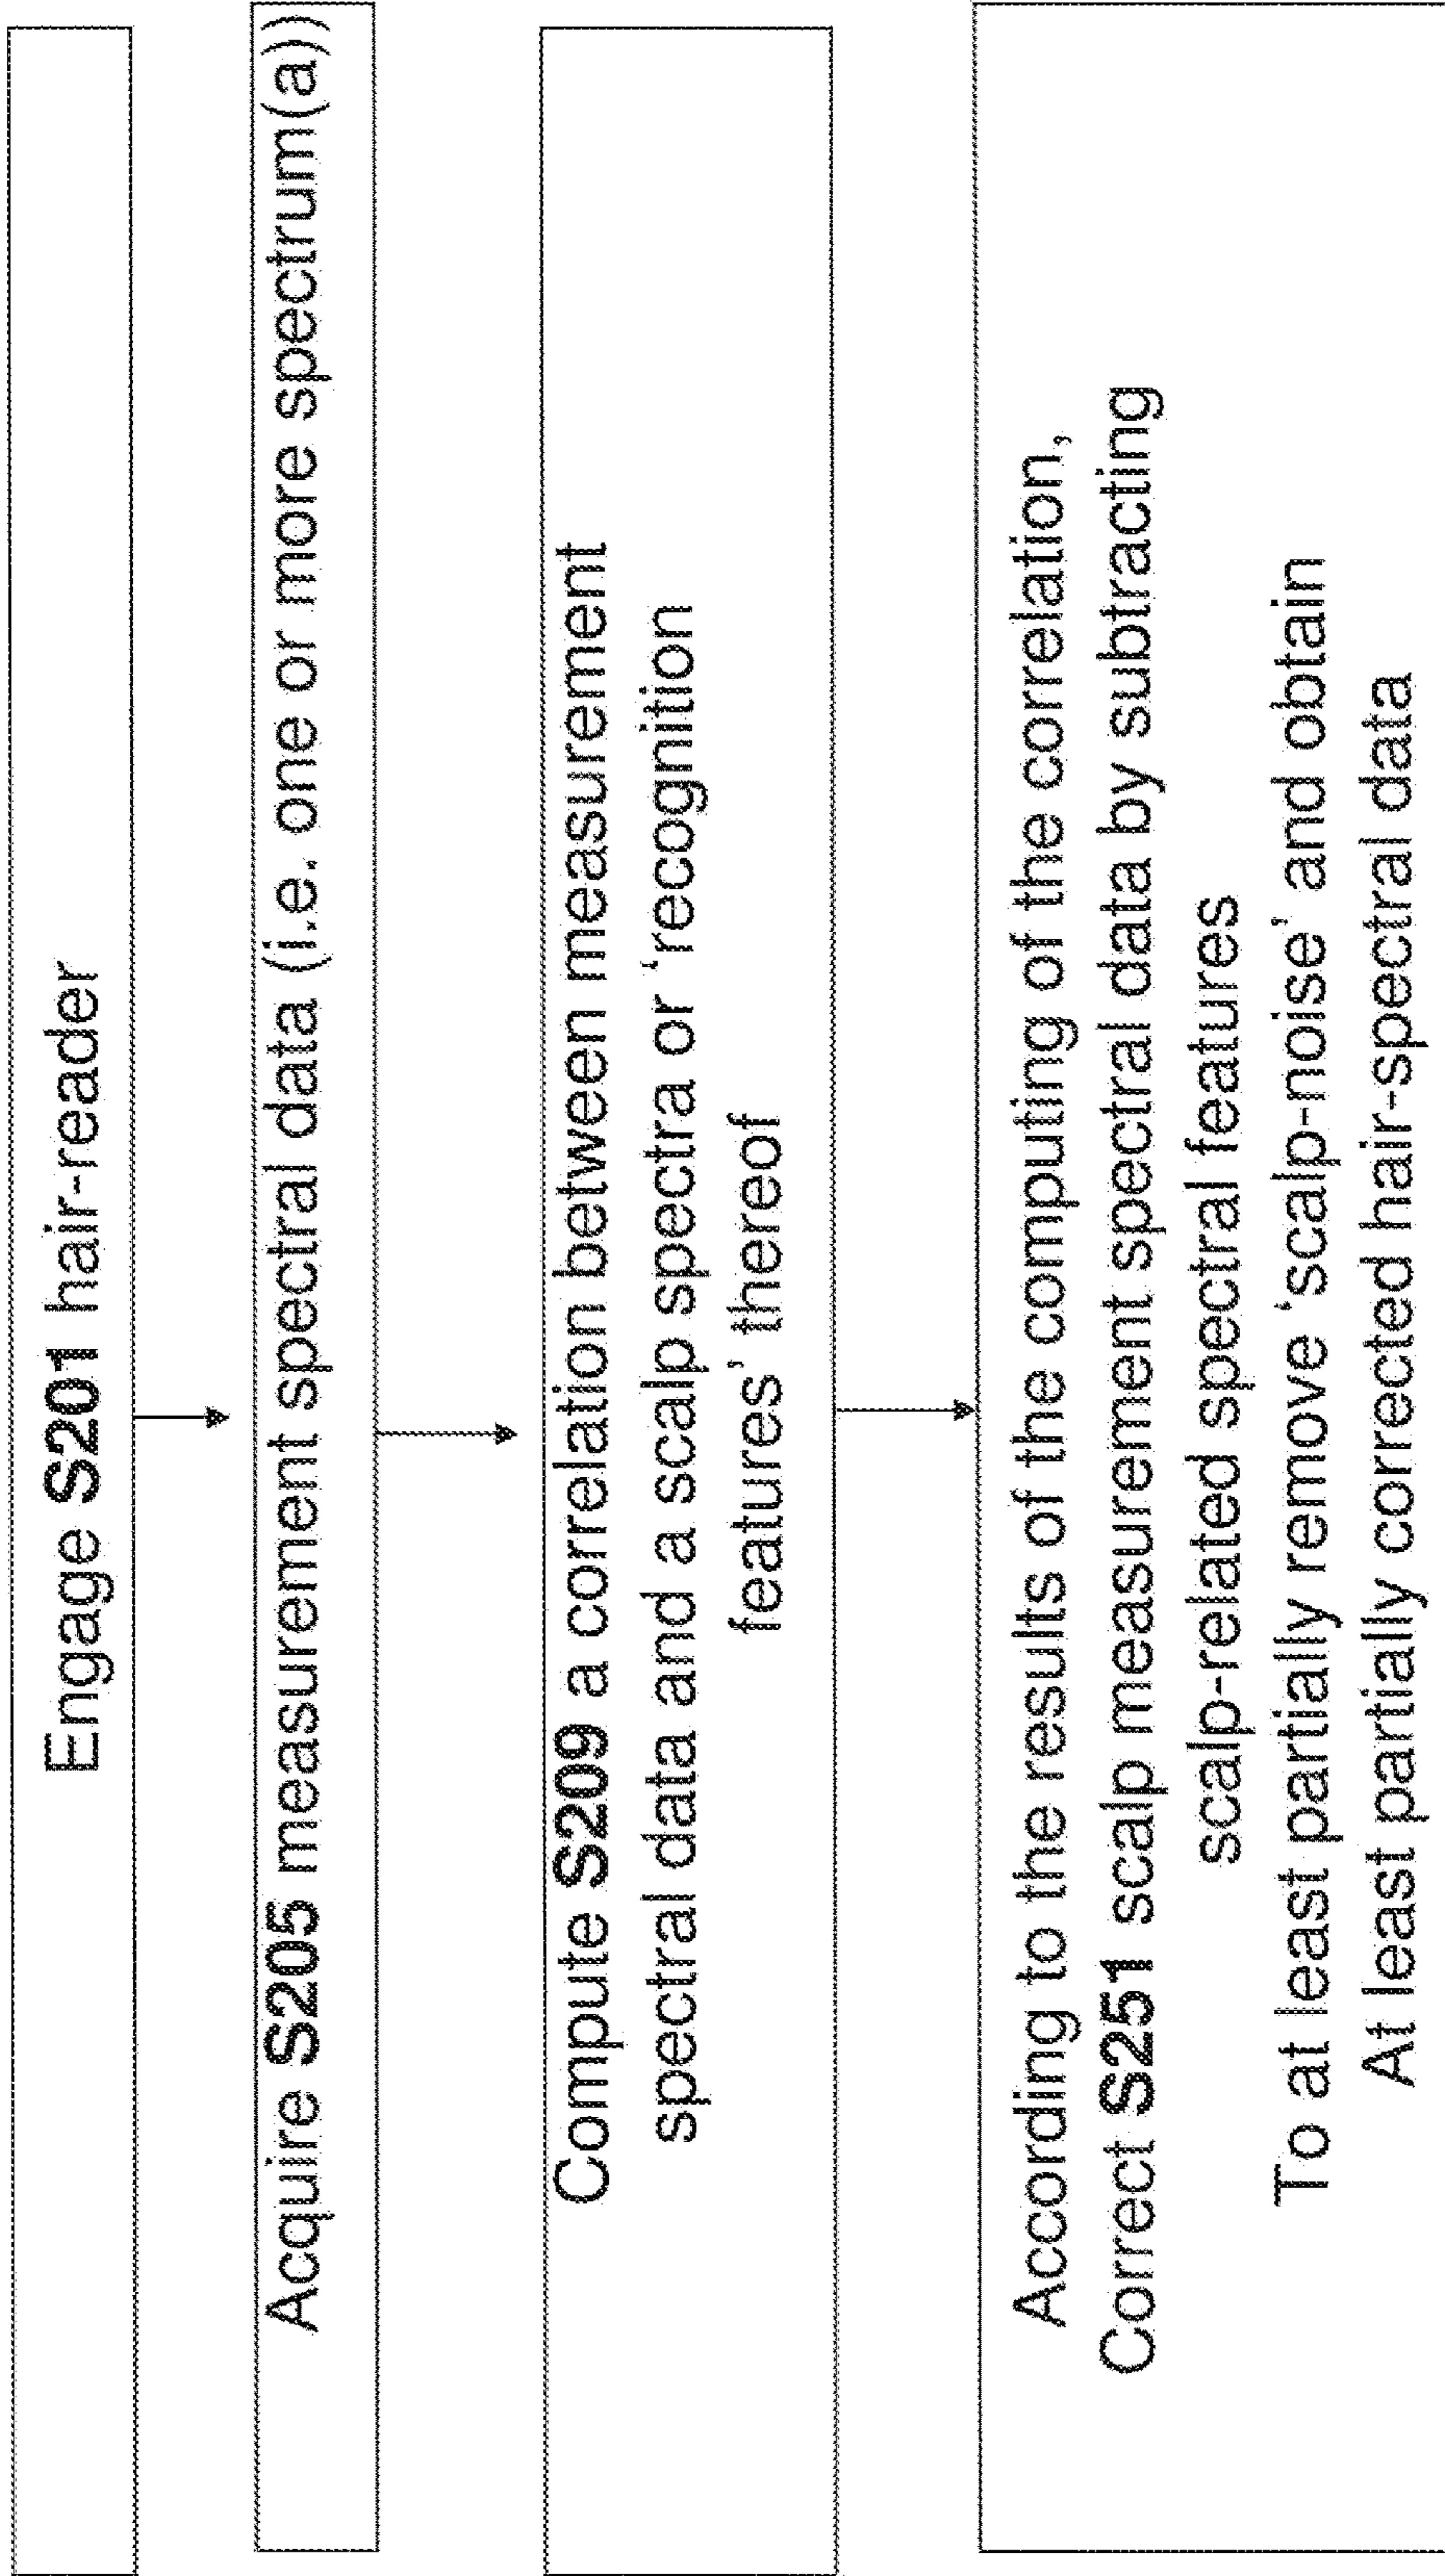 Engage S201 hair-reader
Acquire S205 measurement spectral data (i.e. one or more spectrum(a))
Compute S209 a correlation between measurement
spectral data and a scalp spectra or ‘recognition
features’ thereof
According to the results of the computing of the correlation,
Correct S251 scalp measurement spectral data by subtracting
scalp-related spectral features
To at least partially remove ‘scalp-noise’ and obtain
At least partially corrected hair-spectral data